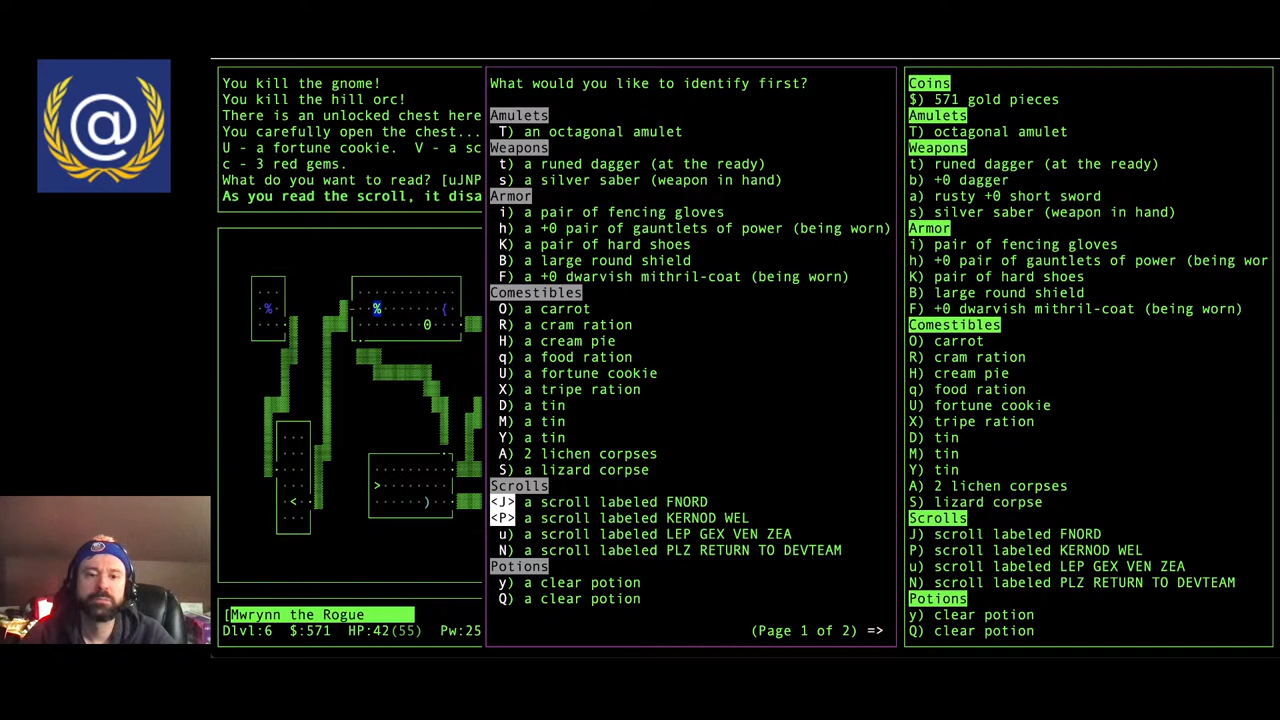 @
You kill the gnome!
You kill the hill orc!
There is an unlocked chest here
You carefully open the chest...
U - a fortune cookie.  V - a sc
c - 3 red gems.
What do you want to read? [uJNP
As you read the scroll, it disa
[Mwrynn the Rogue
Dlvl:6  $:571  HP:42(55)  Pw:25
What would you like to identify first?
Amulets
T) an octagonal amulet
Weapons
t) a runed dagger (at the ready)
s) a silver saber (weapon in hand)
Armor
i) a pair of fencing gloves
h) a +0 pair of gauntlets of power (being worn)
K) a pair of hard shoes
B) a large round shield
F) a +0 dwarvish mithril-coat (being worn)
Comestibles
O) a carrot
R) a cram ration
H) a cream pie
q) a food ration
U) a fortune cookie
X) a tripe ration
D) a tin
M) a tin
Y) a tin
A) 2 lichen corpses
S) a lizard corpse
Scrolls
<J> a scroll labeled FNORD
<P> a scroll labeled KERNOD WEL
u) a scroll labeled LEP GEX VEN ZEA
N) a scroll labeled PLZ RETURN TO DEVTEAM
Potions
y) a clear potion
Q) a clear potion
(Page 1 of 2) =>
Coins
$) 571 gold pieces
Amulets
T) octagonal amulet
Weapons
t) runed dagger (at the ready)
b) +0 dagger
a) rusty +0 short sword
s) silver saber (weapon in hand)
Armor
i) pair of fencing gloves
h) +0 pair of gauntlets of power (being wor
K) pair of hard shoes
B) large round shield
F) +0 dwarvish mithril-coat (being worn)
Comestibles
O) carrot
R) cram ration
H) cream pie
q) food ration
U) fortune cookie
X) tripe ration
D) tin
M) tin
Y) tin
A) 2 lichen corpses
S) lizard corpse
Scrolls
J) scroll labeled FNORD
P) scroll labeled KERNOD WEL
u) scroll labeled LEP GEX VEN ZEA
N) scroll labeled PLZ RETURN TO DEVTEAM
Potions
y) clear potion
Q) clear potion